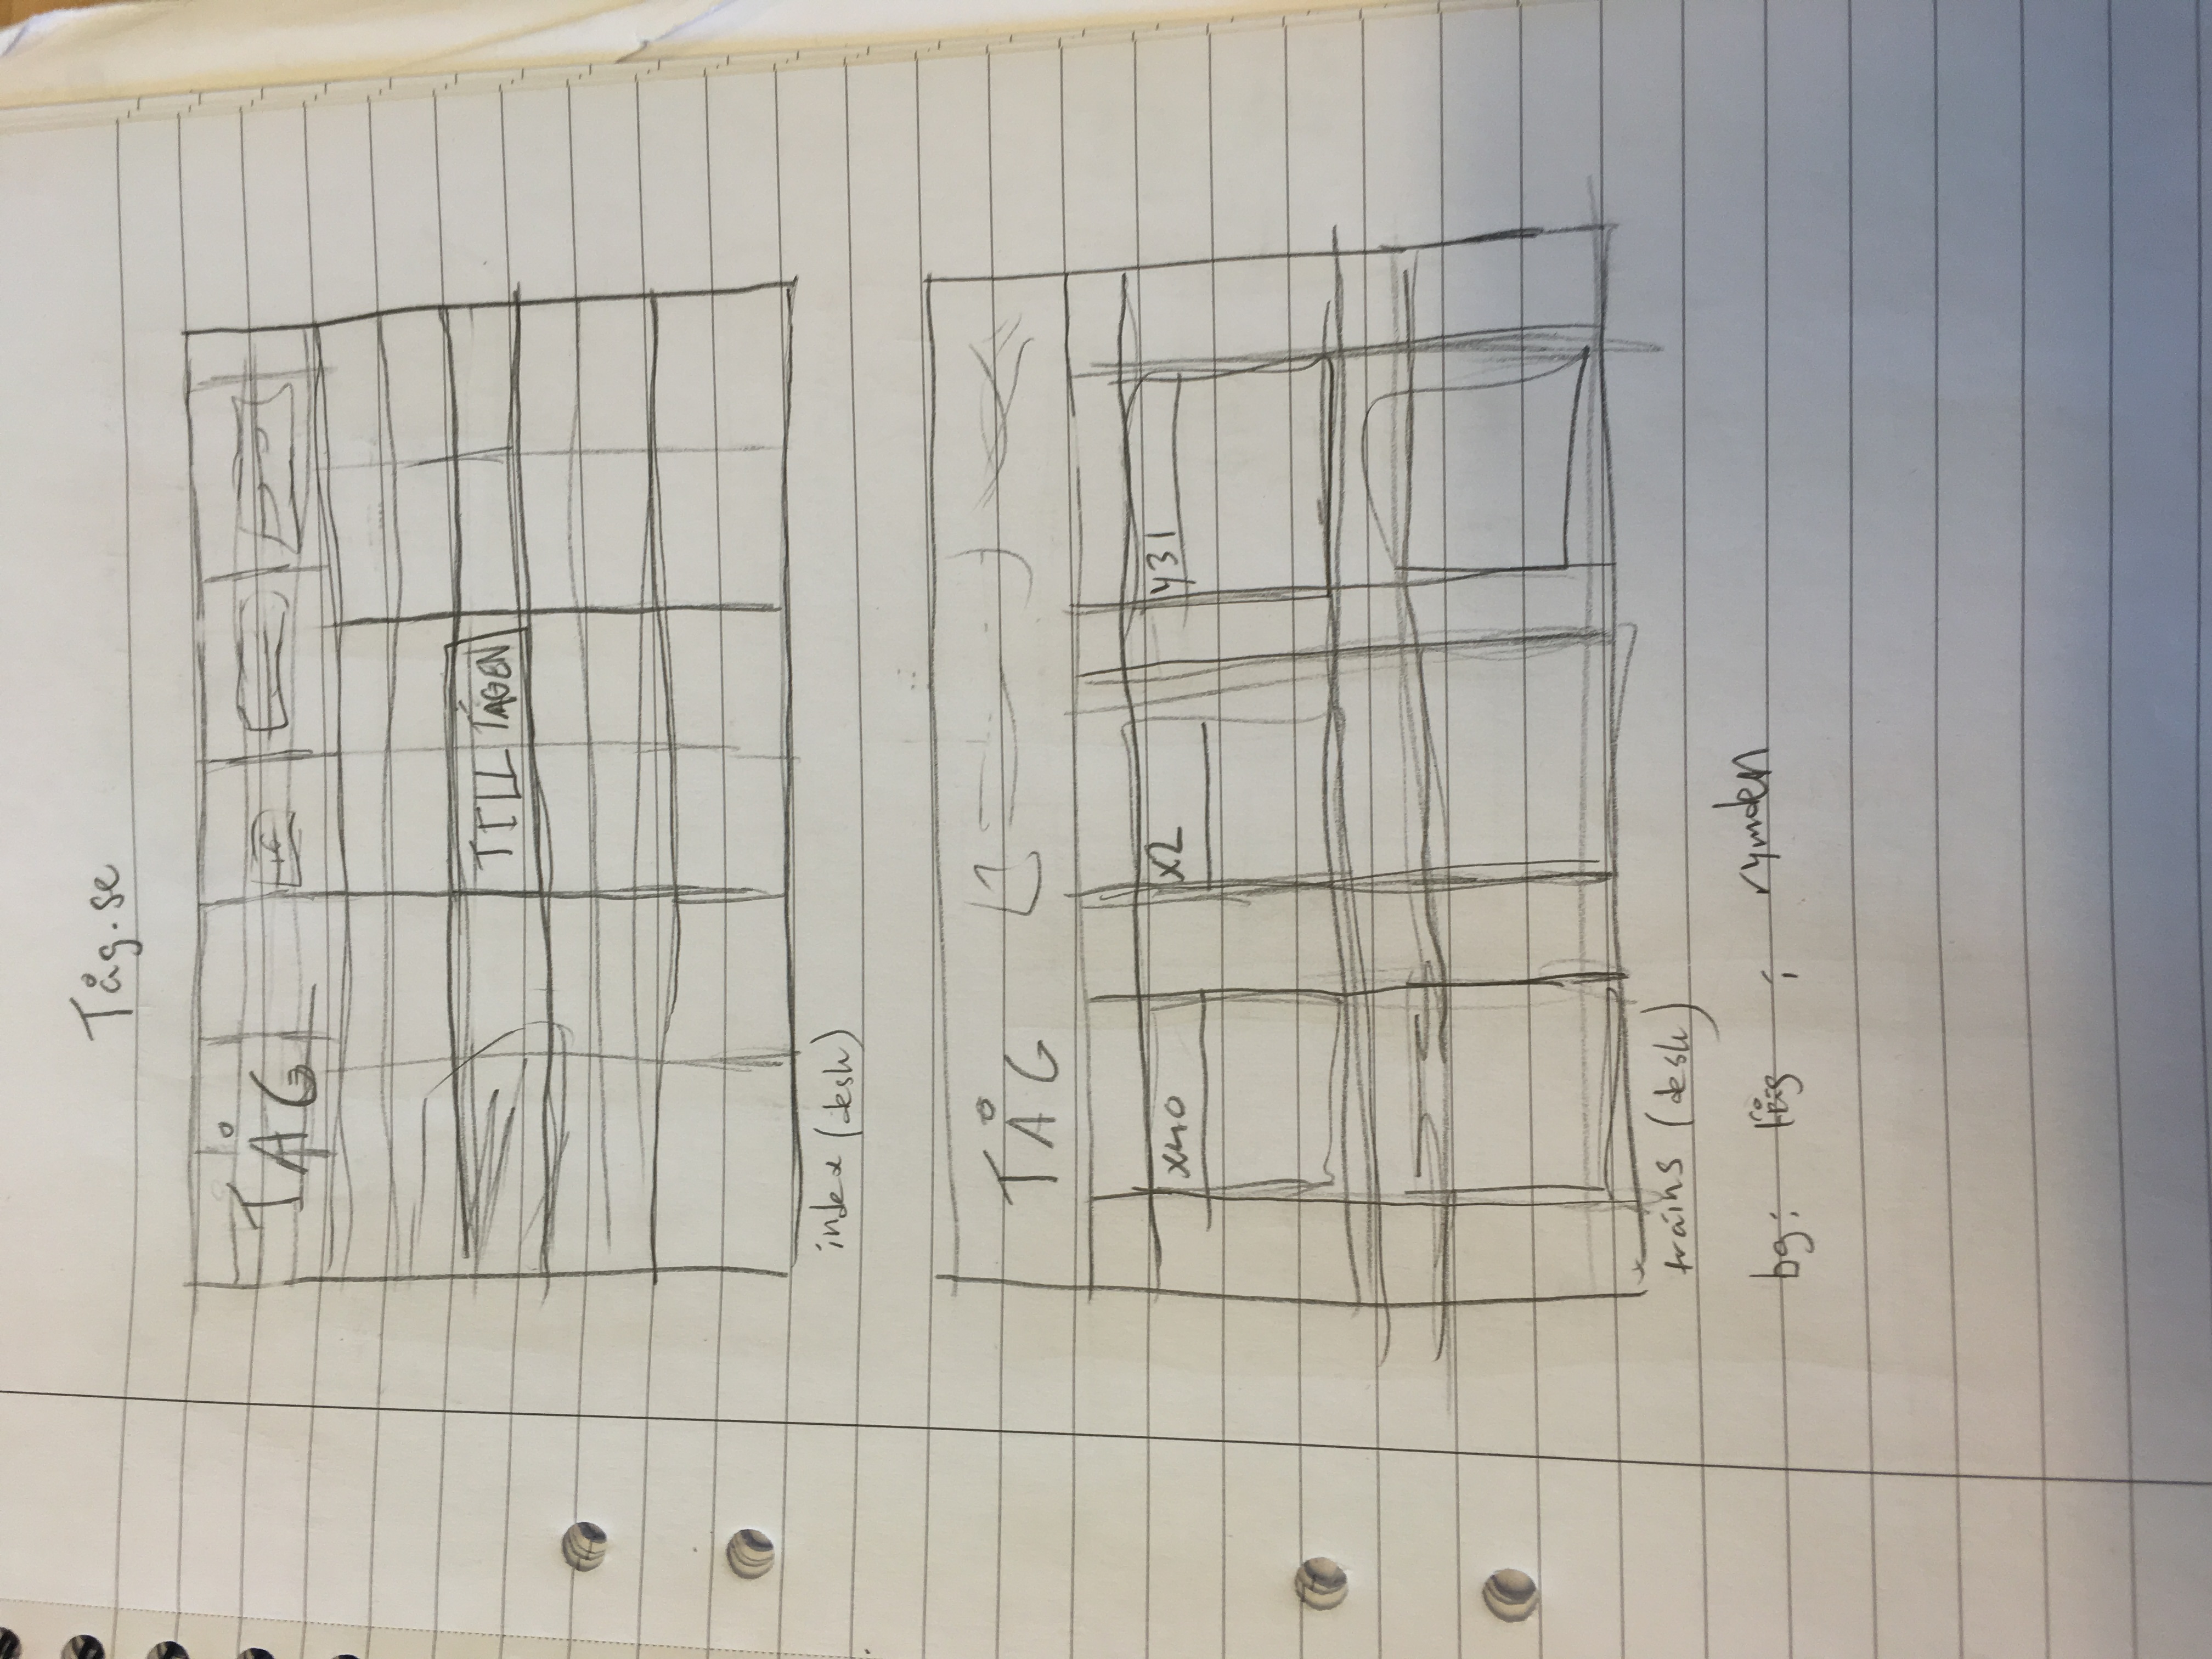 Tåg.se
TÅG
TILL TÅGEN
index (desk)
TÅG
X40 X2 Y31
trains (desk)
bg: tåg i rymden